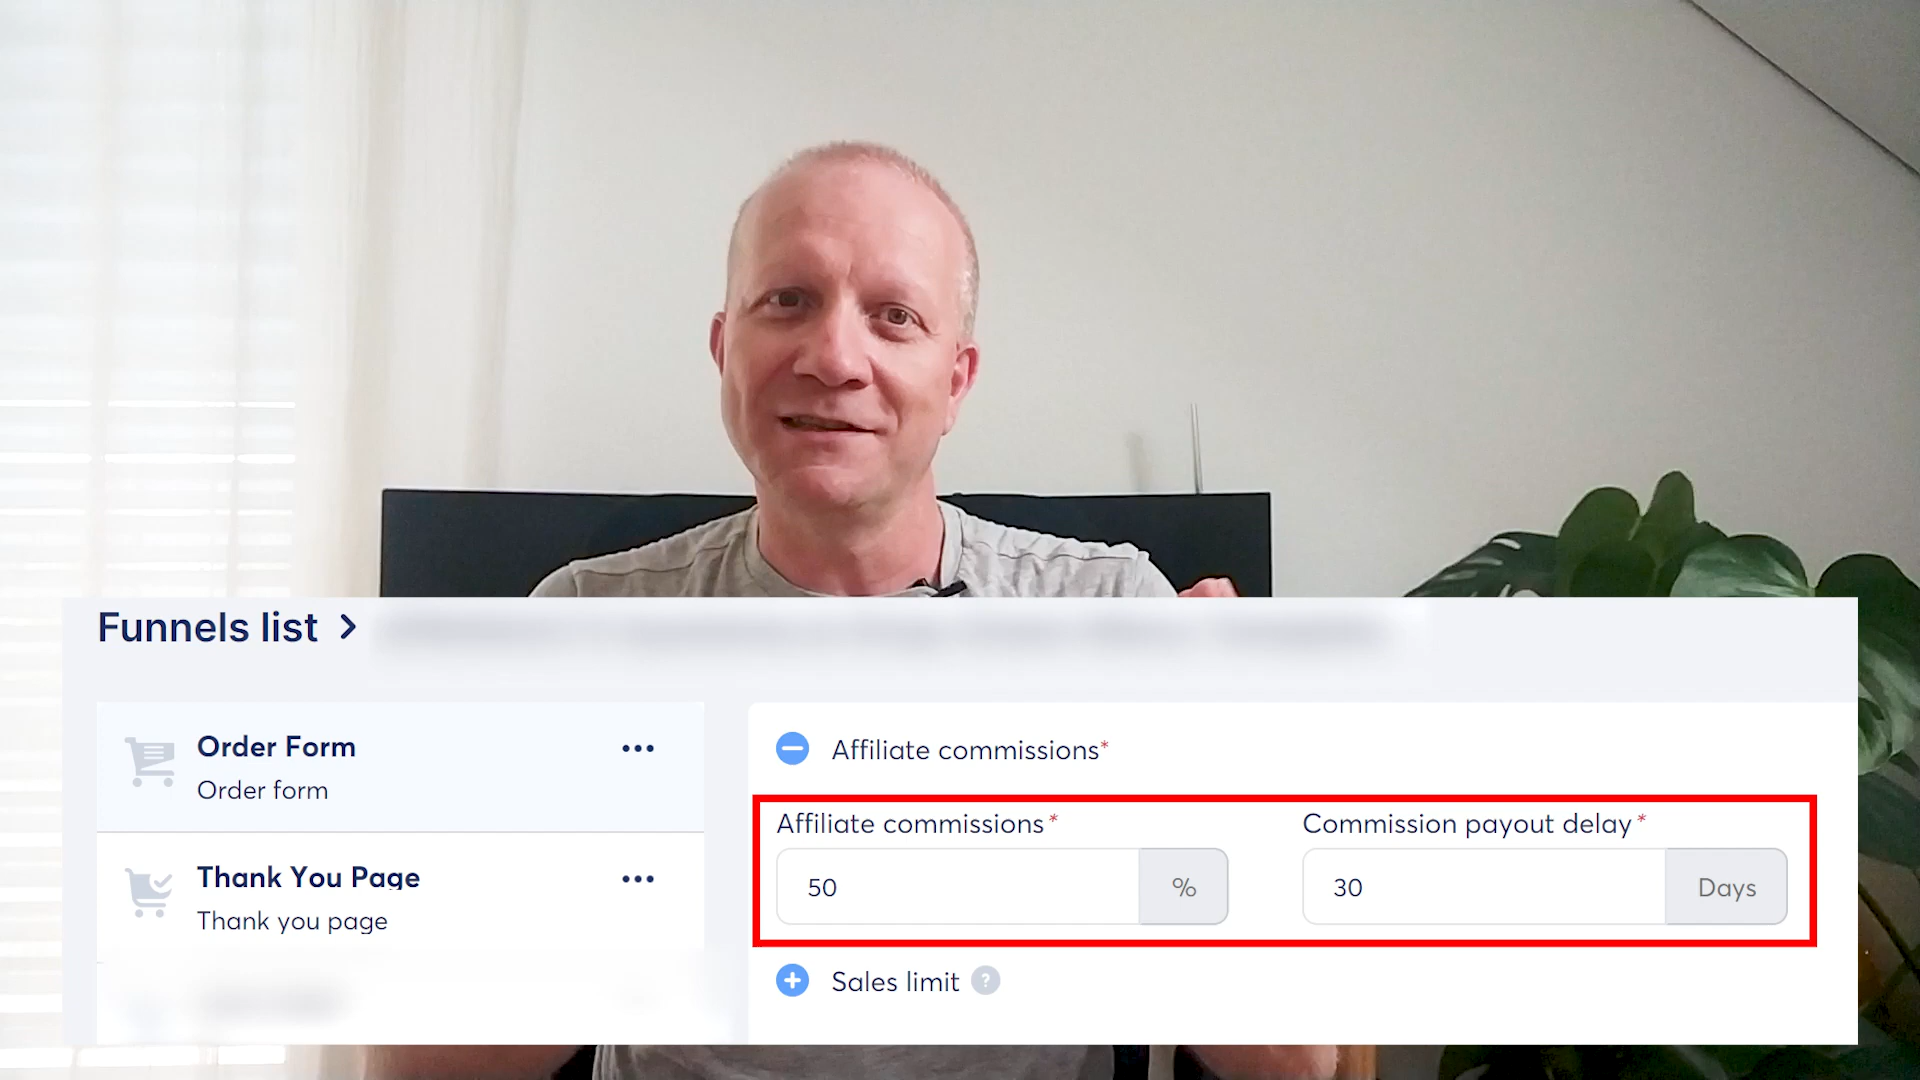 Funnels list >
Order Form
Order form
Thank You Page
Thank you page
Affiliate commissions*
Affiliate commissions*
50 %
Commission payout delay*
30 Days
Sales limit ?